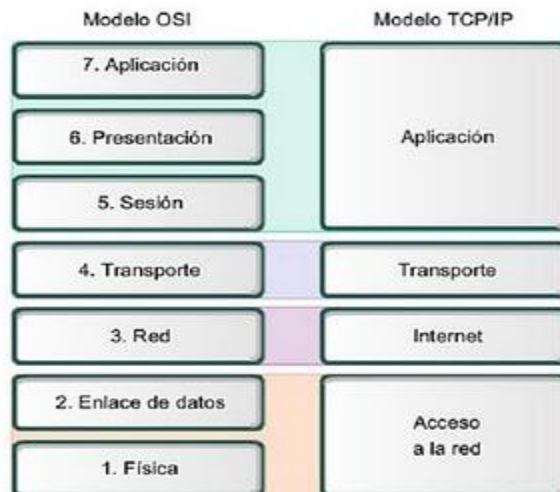 Modelo OSI
Modelo TCP/IP
7. Aplicación
6. Presentación
5. Sesión
Aplicación
4. Transporte
Transporte
3. Red
Internet
2. Enlace de datos
1. Física
Acceso
a la red